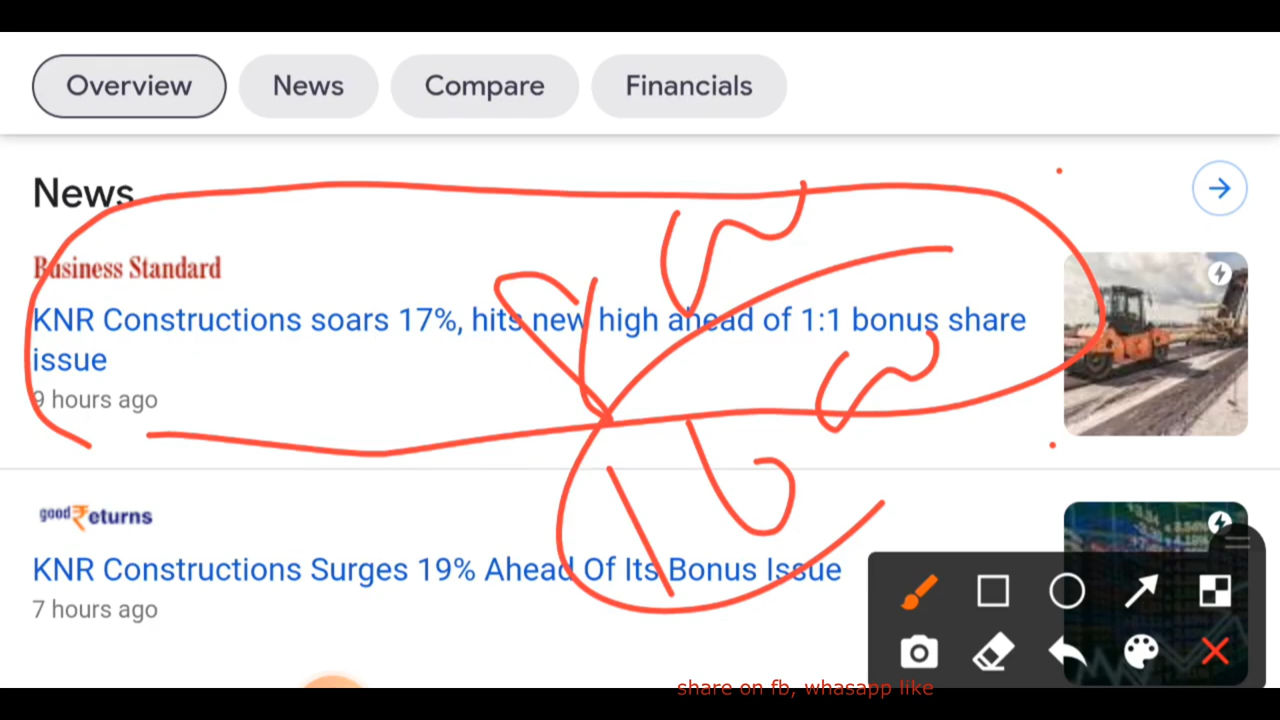 Overview News Compare Financials
News
Business Standard
KNR Constructions soars 17%, hits new high ahead of 1:1 bonus share
issue
9 hours ago
good₹eturns
KNR Constructions Surges 19% Ahead Of Its Bonus Issue
7 hours ago
share on fb, whasapp like